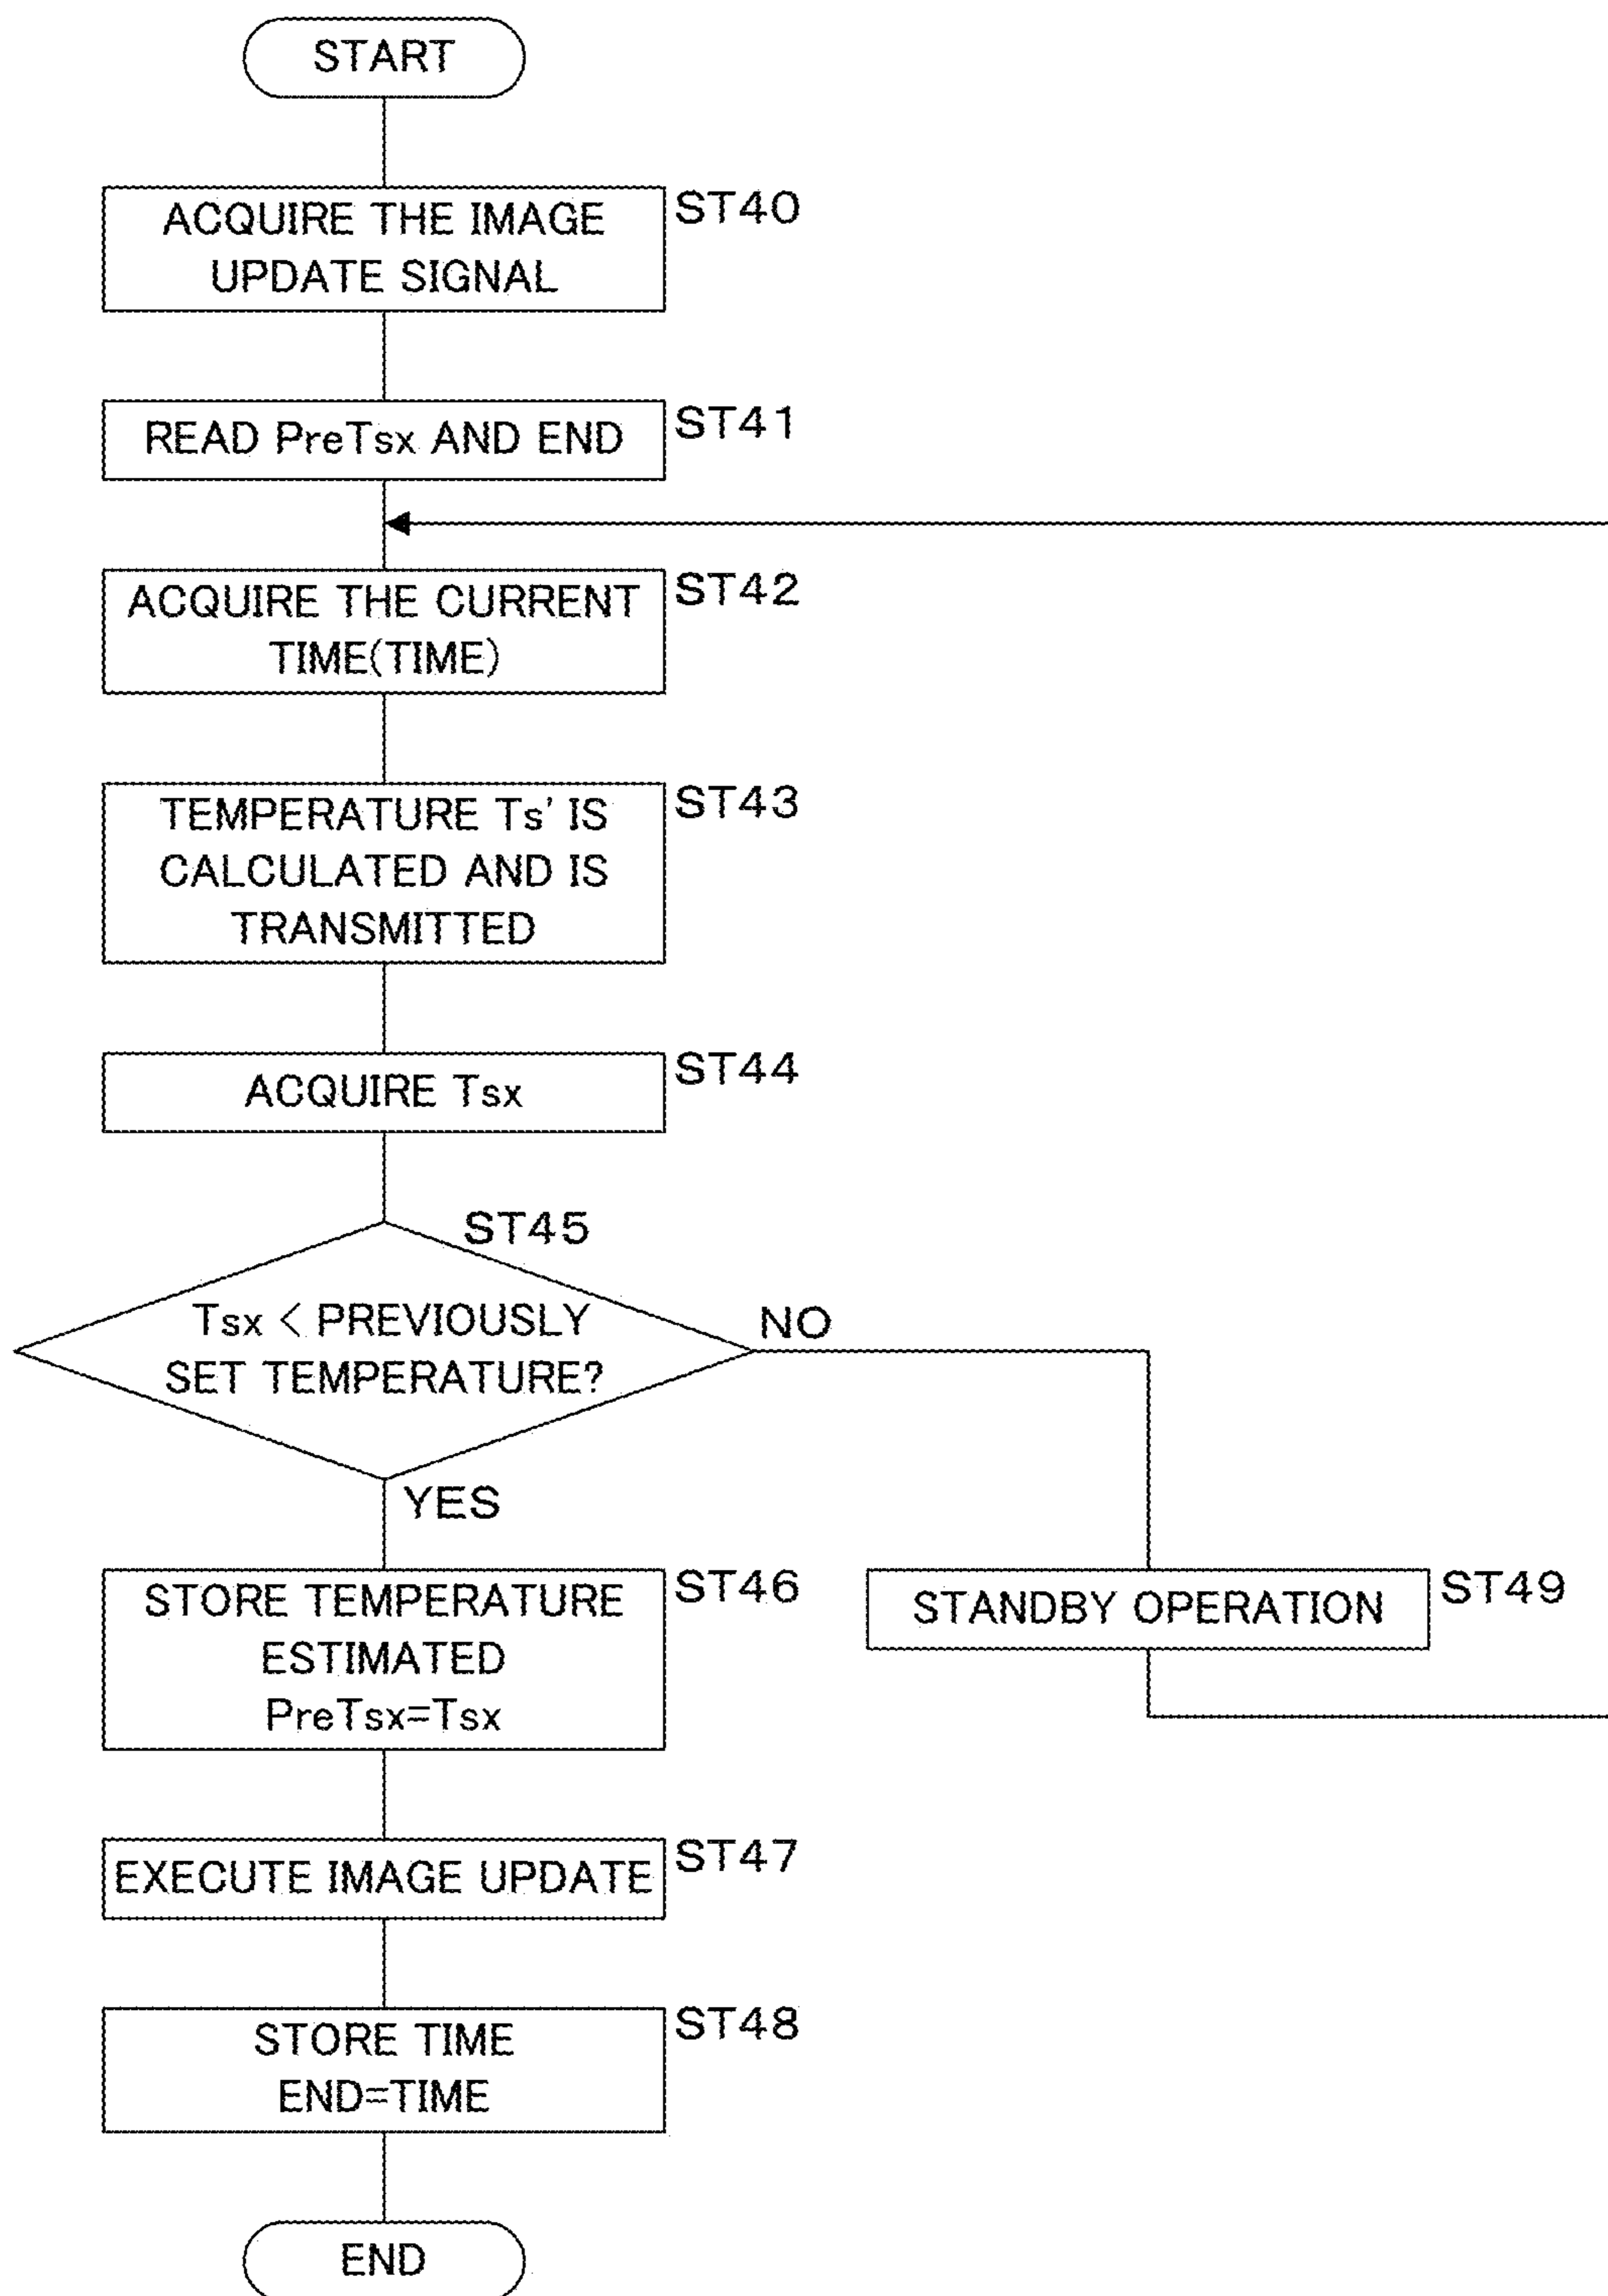 START
ACQUIRE THE IMAGE
UPDATE SIGNAL
ST40
READ PreTsx AND END
ST41
ACQUIRE THE CURRENT
TIME(TIME)
ST42
TEMPERATURE Ts' IS
CALCULATED AND IS
TRANSMITTED
ST43
ACQUIRE Tsx
ST44
ST45
Tsx < PREVIOUSLY
SET TEMPERATURE?
NO
YES
STORE TEMPERATURE
ESTIMATED
PreTsx=Tsx
ST46
STANDBY OPERATION
ST49
EXECUTE IMAGE UPDATE
ST47
STORE TIME
END=TIME
ST48
END